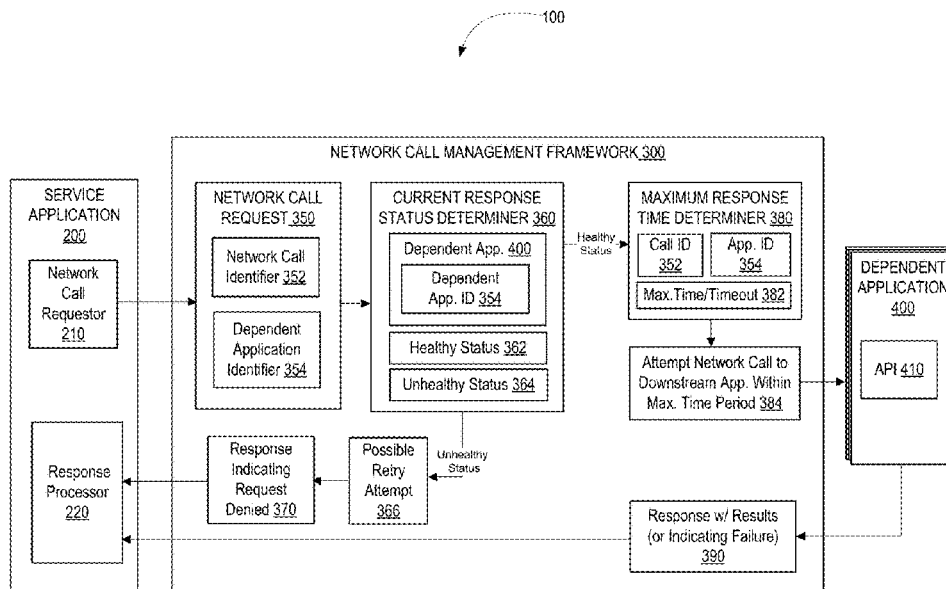 100
NETWORK CALL MANAGEMENT FRAMEWORK 300
SERVICE
APPLICATION
200
Network
Call
Requestor
210
Response
Processor
220
NETWORK CALL
REQUEST 350
Network Call
Identifier 352
Dependent
Application
Identifier 354
CURRENT RESPONSE
STATUS DETERMINER 360
Dependent App. 400
Dependent
App. ID 354
Healthy Status 362
Unhealthy Status 364
Healthy
Status
MAXIMUM RESPONSE
TIME DETERMINER 380
Call ID
352
App. ID
354
Max.Time/Timeout 382
Attempt Network Call to
Downstream App. Within
Max. Time Period 384
DEPENDENT
APPLICATION
400
API 410
Unhealthy
Status
Possible
Retry
Attempt
366
Response
Indicating
Request
Denied 370
Response w/ Results
(or Indicating Failure)
390